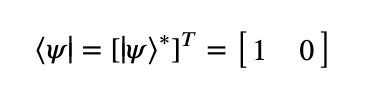 ⟨ψ| = [|ψ⟩*]ᵀ = [1 0]